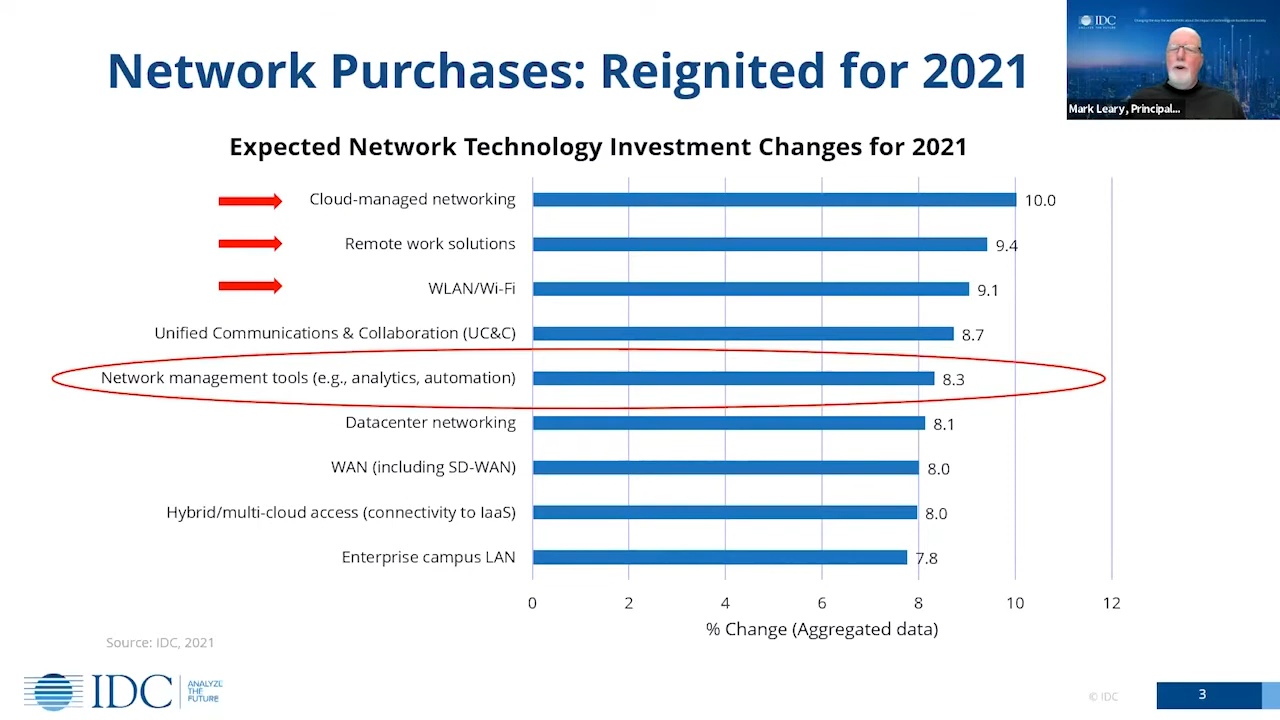 Network Purchases: Reignited for 2021
IDC
ANALYZE THE FUTURE
Mark Leary, Principal...
Expected Network Technology Investment Changes for 2021
Cloud-managed networking 10.0
Remote work solutions 9.4
WLAN/Wi-Fi 9.1
Unified Communications & Collaboration (UC&C) 8.7
Network management tools (e.g., analytics, automation) 8.3
Datacenter networking 8.1
WAN (including SD-WAN) 8.0
Hybrid/multi-cloud access (connectivity to IaaS) 8.0
Enterprise campus LAN 7.8
0 2 4 6 8 10 12
% Change (Aggregated data)
Source: IDC, 2021
IDC
ANALYZE
THE
FUTURE
© IDC
3